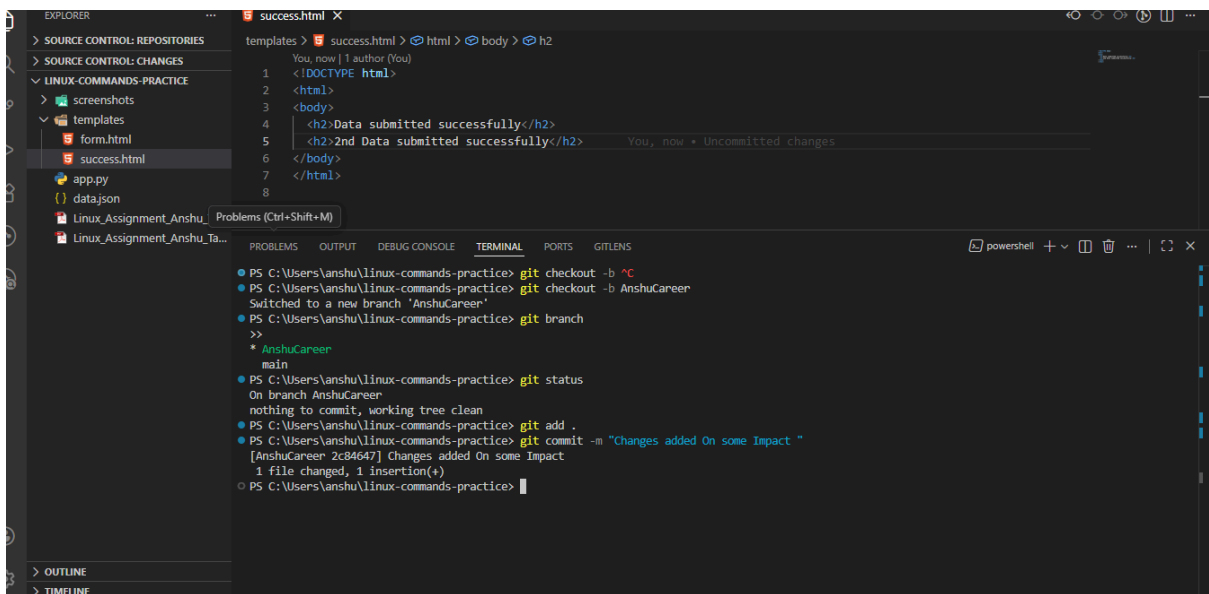 EXPLORER
SOURCE CONTROL: REPOSITORIES
SOURCE CONTROL: CHANGES
LINUX-COMMANDS-PRACTICE
screenshots
templates
form.html
success.html
app.py
{ } data.json
Linux_Assignment_Anshu_
Linux_Assignment_Anshu_Ta...
Problems (Ctrl+Shift+M)
OUTLINE
TIMELINE
success.html
templates > success.html > html > body > h2
You, now | 1 author (You)
1 <!DOCTYPE html>
2 <html>
3 <body>
4 <h2>Data submitted successfully</h2>
5 <h2>2nd Data submitted successfully</h2> You, now • Uncommitted changes
6 </body>
7 </html>
8
PROBLEMS OUTPUT DEBUG CONSOLE TERMINAL PORTS GITLENS powershell
PS C:\Users\anshu\linux-commands-practice> git checkout -b ^C
PS C:\Users\anshu\linux-commands-practice> git checkout -b AnshuCareer
Switched to a new branch 'AnshuCareer'
PS C:\Users\anshu\linux-commands-practice> git branch
>>
* AnshuCareer
main
PS C:\Users\anshu\linux-commands-practice> git status
On branch AnshuCareer
nothing to commit, working tree clean
PS C:\Users\anshu\linux-commands-practice> git add .
PS C:\Users\anshu\linux-commands-practice> git commit -m "Changes added On some Impact "
[AnshuCareer 2c84647] Changes added On some Impact
1 file changed, 1 insertion(+)
PS C:\Users\anshu\linux-commands-practice>